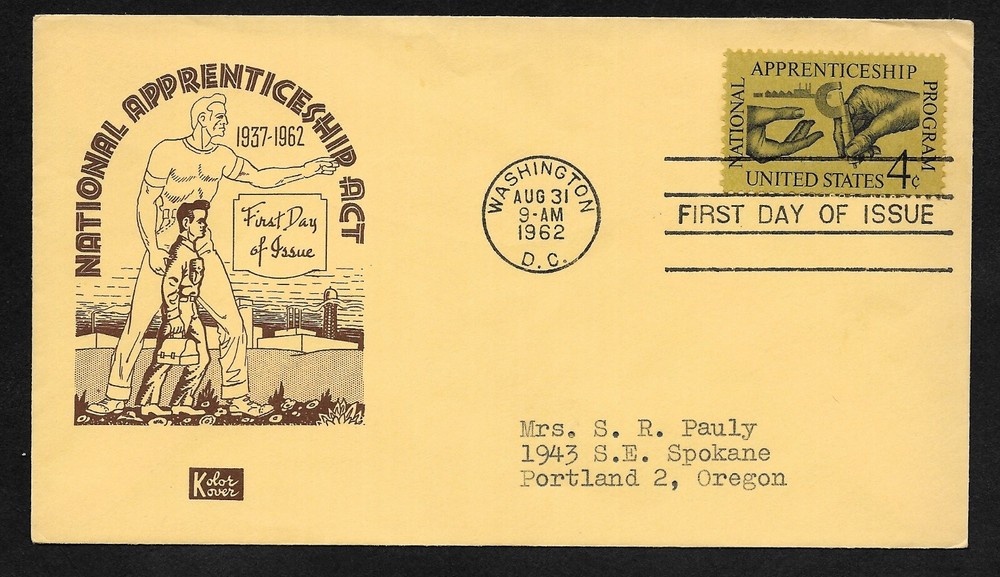 NATIONAL APPRENTICESHIP ACT
1937-1962
First Day
of Issue
Kolor
Kover
WASHINGTON
AUG 31
9-AM
1962
D.C.
NATIONAL
APPRENTICESHIP
PROGRAM
UNITED STATES 4¢
FIRST DAY OF ISSUE
Mrs. S. R. Pauly
1943 S.E. Spokane
Portland 2, Oregon